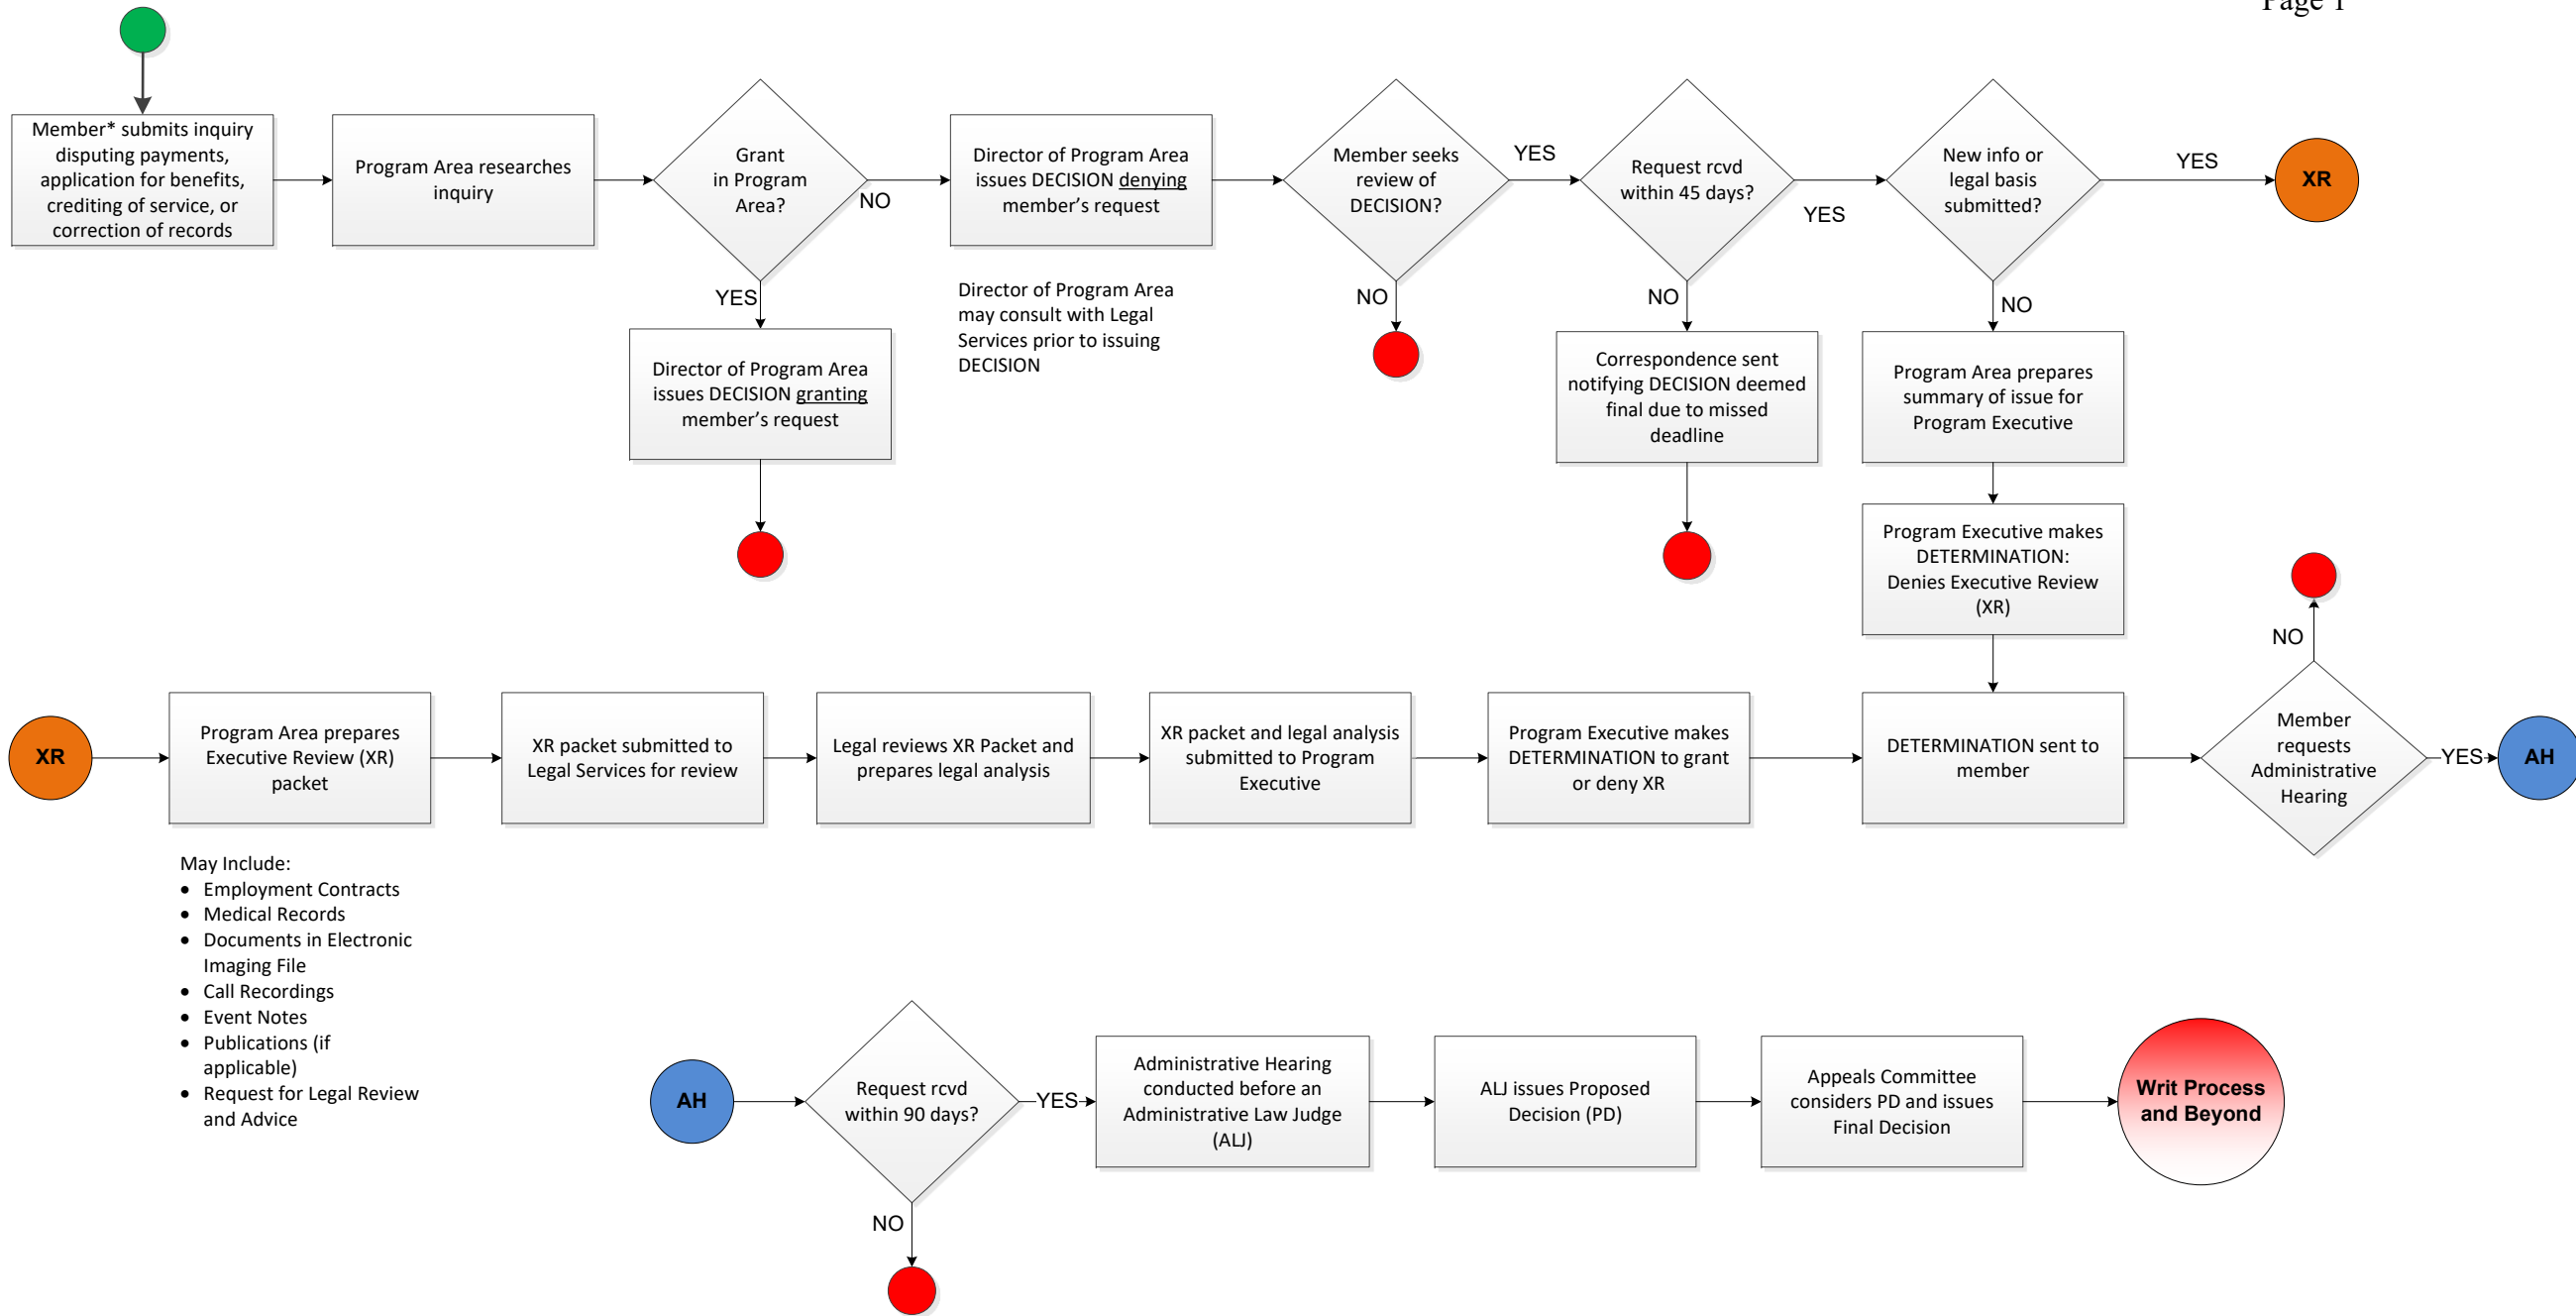 Page 1
Member* submits inquiry
disputing payments,
application for benefits,
crediting of service, or
correction of records
Program Area researches
inquiry
Grant
in Program
Area?
NO
YES
Director of Program Area
issues DECISION granting
member's request
Director of Program Area
issues DECISION denying
member's request
Director of Program Area
may consult with Legal
Services prior to issuing
DECISION
Member seeks
review of
DECISION?
YES
NO
Request rcvd
within 45 days?
YES
NO
Correspondence sent
notifying DECISION deemed
final due to missed
deadline
New info or
legal basis
submitted?
YES
XR
NO
Program Area prepares
summary of issue for
Program Executive
Program Executive makes
DETERMINATION:
Denies Executive Review
(XR)
XR
Program Area prepares
Executive Review (XR)
packet
May Include:
• Employment Contracts
• Medical Records
• Documents in Electronic
Imaging File
• Call Recordings
• Event Notes
• Publications (if
applicable)
• Request for Legal Review
and Advice
XR packet submitted to
Legal Services for review
Legal reviews XR Packet and
prepares legal analysis
XR packet and legal analysis
submitted to Program
Executive
Program Executive makes
DETERMINATION to grant
or deny XR
DETERMINATION sent to
member
Member
requests
Administrative
Hearing
NO
YES
AH
AH
Request rcvd
within 90 days?
YES
NO
Administrative Hearing
conducted before an
Administrative Law Judge
(ALJ)
ALJ issues Proposed
Decision (PD)
Appeals Committee
considers PD and issues
Final Decision
Writ Process
and Beyond